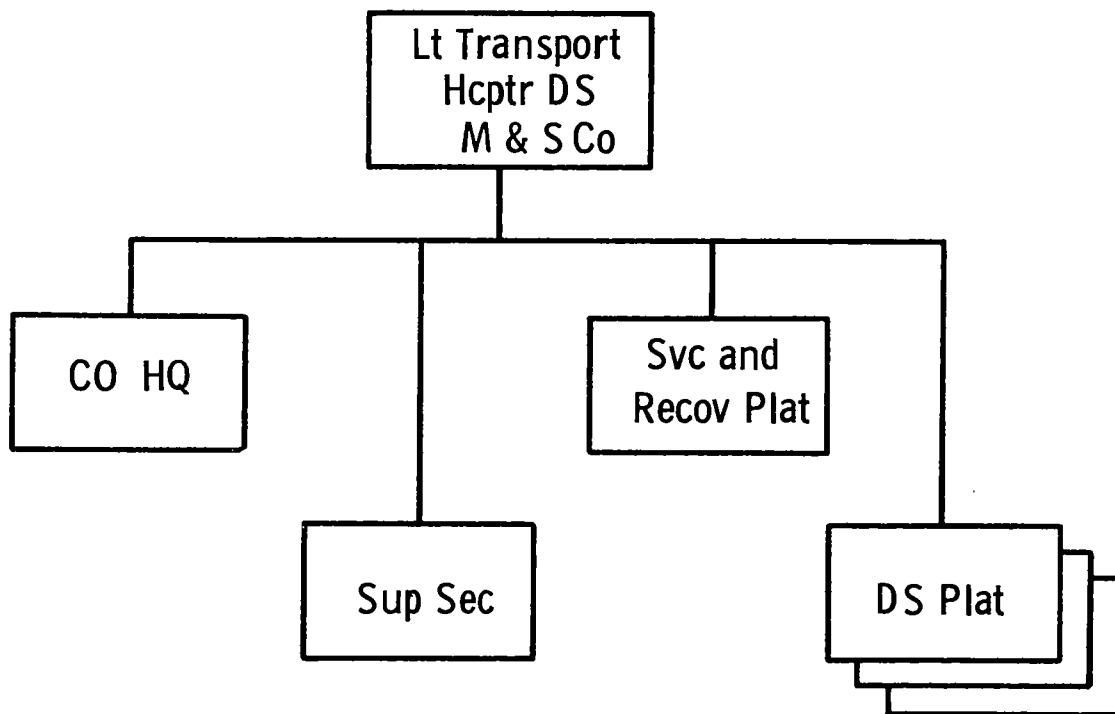 Lt Transport
Hcptr DS
M & S Co
CO HQ
Svc and
Recov Plat
Sup Sec
DS Plat